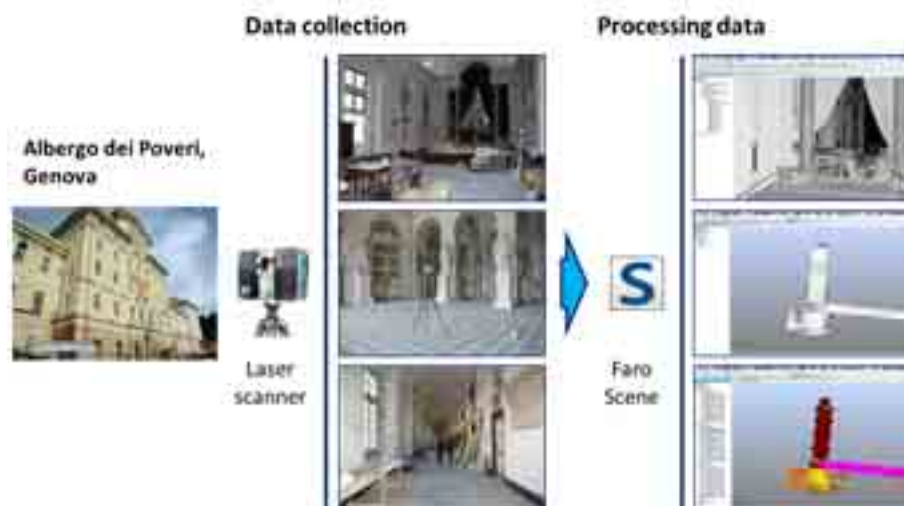 Data collection
Processing data
Albergo dei Poveri,
Genova
S
Laser
scanner
Faro
Scene